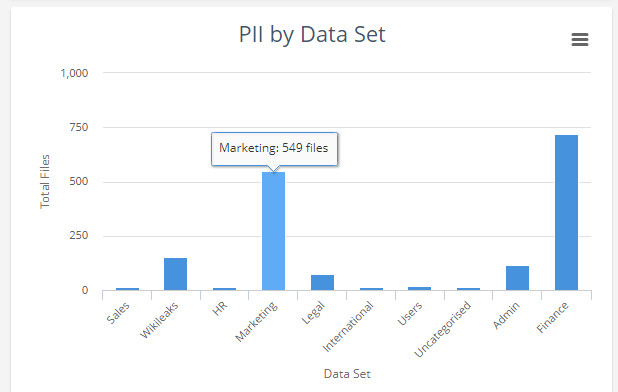 PII by Data Set
1,000
750
500
250
0
Total Files
Marketing: 549 files
Sales
Wikileaks
HR
Marketing
Legal
International
Users
Uncategorised
Admin
Finance
Data Set